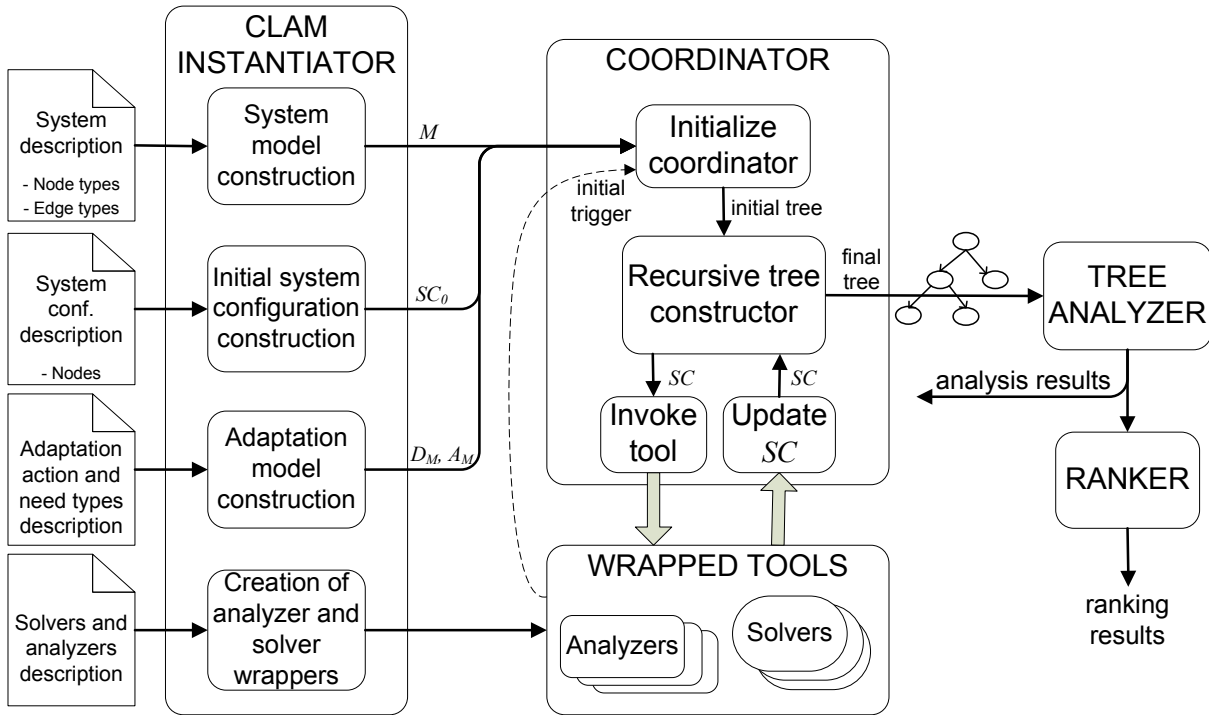 CLAM
INSTANTIATOR
System
description
- Node types
- Edge types
System
model
construction
M
System
conf.
description
- Nodes
Initial system
configuration
construction
SC0
Adaptation
action and
need types
description
Adaptation
model
construction
DM, AM
Solvers and
analyzers
description
Creation of
analyzer and
solver
wrappers
COORDINATOR
Initialize
coordinator
initial
trigger
initial tree
Recursive tree
constructor
SC
SC
Invoke
tool
Update
SC
WRAPPED TOOLS
Analyzers
Solvers
final
tree
TREE
ANALYZER
analysis results
RANKER
ranking
results